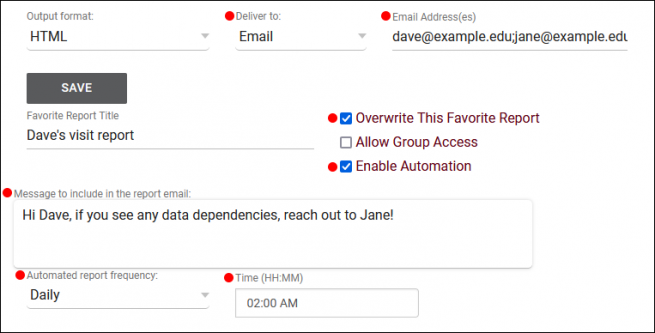 Output format:
HTML
Deliver to:
Email
Email Address(es)
dave@example.edu;jane@example.edu
SAVE
Favorite Report Title
Dave's visit report
Overwrite This Favorite Report
Allow Group Access
Enable Automation
Message to include in the report email:
Hi Dave, if you see any data dependencies, reach out to Jane!
Automated report frequency:
Daily
Time (HH:MM)
02:00 AM